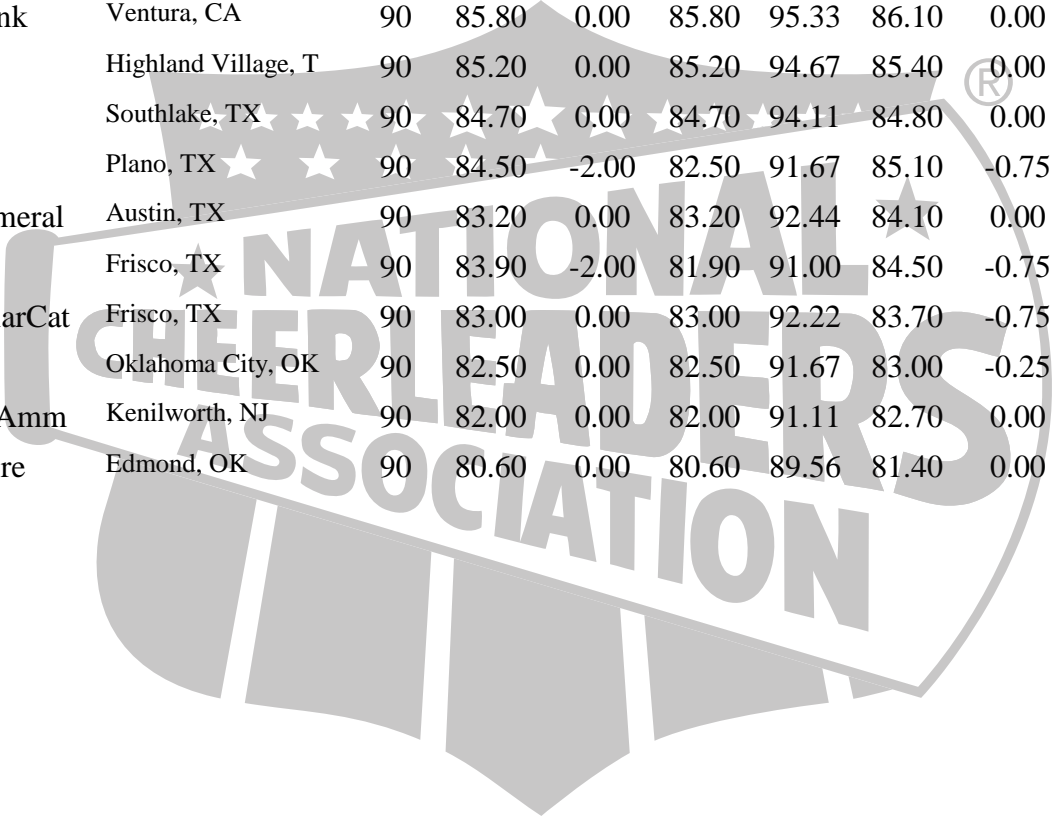 nk Ventura, CA 90 85.80 0.00 85.80 95.33 86.10 0.00
Highland Village, T 90 85.20 0.00 85.20 94.67 85.40 0.00
Southlake, TX 90 84.70 0.00 84.70 94.11 84.80 0.00
Plano, TX 90 84.50 -2.00 82.50 91.67 85.10 -0.75
meral Austin, TX 90 83.20 0.00 83.20 92.44 84.10 0.00
Frisco, TX 90 83.90 -2.00 81.90 91.00 84.50 -0.75
arCat Frisco, TX 90 83.00 0.00 83.00 92.22 83.70 -0.75
Oklahoma City, OK 90 82.50 0.00 82.50 91.67 83.00 -0.25
Amm Kenilworth, NJ 90 82.00 0.00 82.00 91.11 82.70 0.00
re Edmond, OK 90 80.60 0.00 80.60 89.56 81.40 0.00
®
NATIONAL
CHEERLEADERS
ASSOCIATION